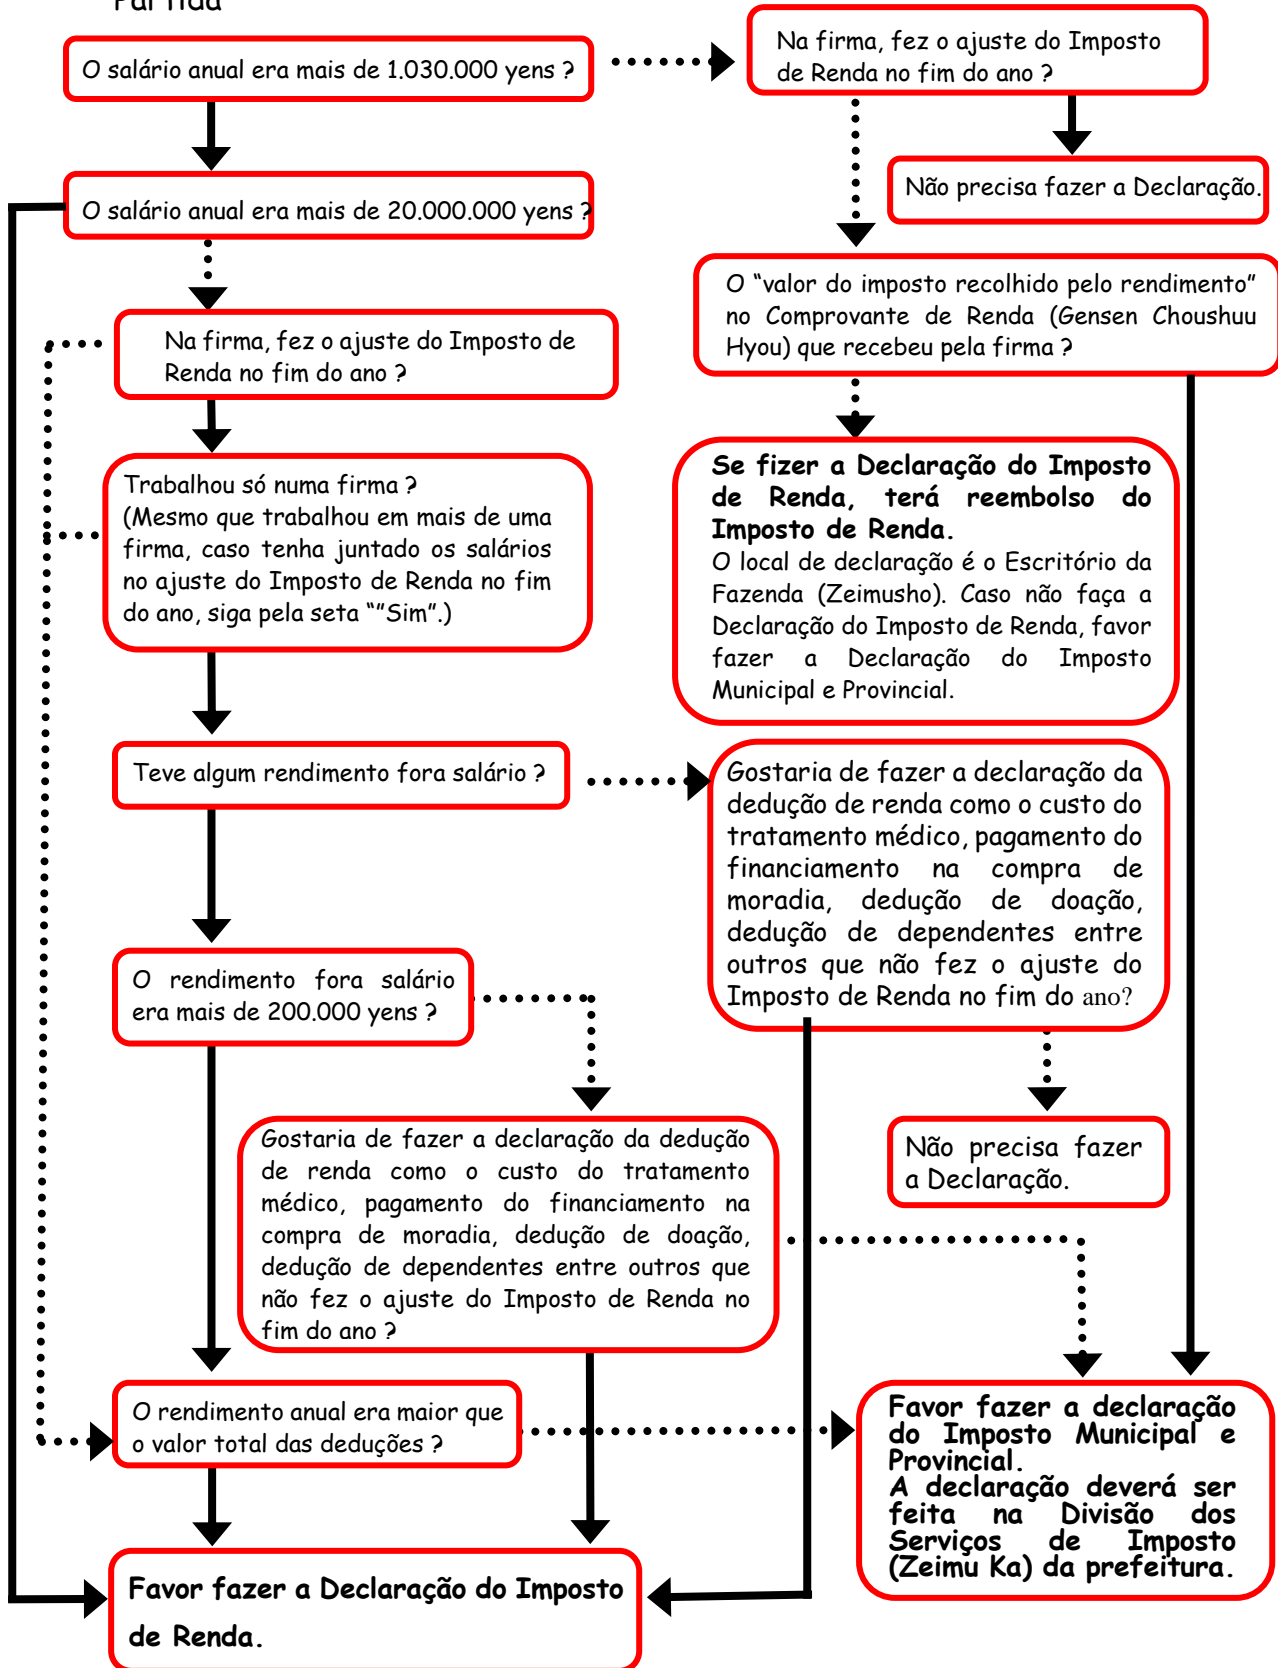 Partida
O salário anual era mais de 1.030.000 yens ?
Na firma, fez o ajuste do Imposto
de Renda no fim do ano ?
Não precisa fazer a Declaração.
O salário anual era mais de 20.000.000 yens ?
O “valor do imposto recolhido pelo rendimento”
no Comprovante de Renda (Gensen Choushuu
Hyou) que recebeu pela firma ?
Na firma, fez o ajuste do Imposto de
Renda no fim do ano ?
Se fizer a Declaração do Imposto
de Renda, terá reembolso do
Imposto de Renda.
O local de declaração é o Escritório da
Fazenda (Zeimusho). Caso não faça a
Declaração do Imposto de Renda, favor
fazer a Declaração do Imposto
Municipal e Provincial.
Trabalhou só numa firma ?
(Mesmo que trabalhou em mais de uma
firma, caso tenha juntado os salários
no ajuste do Imposto de Renda no fim
do ano, siga pela seta “”Sim”.)
Teve algum rendimento fora salário ?
Gostaria de fazer a declaração da
dedução de renda como o custo do
tratamento médico, pagamento do
financiamento na compra de
moradia, dedução de doação,
dedução de dependentes entre
outros que não fez o ajuste do
Imposto de Renda no fim do ano?
O rendimento fora salário
era mais de 200.000 yens ?
Não precisa fazer
a Declaração.
Gostaria de fazer a declaração da dedução
de renda como o custo do tratamento
médico, pagamento do financiamento na
compra de moradia, dedução de doação,
dedução de dependentes entre outros que
não fez o ajuste do Imposto de Renda no
fim do ano ?
O rendimento anual era maior que
o valor total das deduções ?
Favor fazer a declaração
do Imposto Municipal e
Provincial.
A declaração deverá ser
feita na Divisão dos
Serviços de Imposto
(Zeimu Ka) da prefeitura.
Favor fazer a Declaração do Imposto
de Renda.